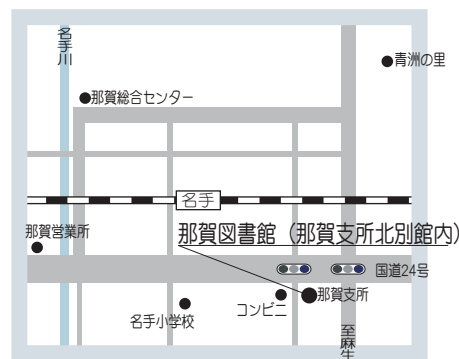 名手川
青洲の里
那賀総合センター
名手
那賀営業所
那賀図書館（那賀支所北別館内）
国道24号
コンビニ
那賀支所
名手小学校
至麻生